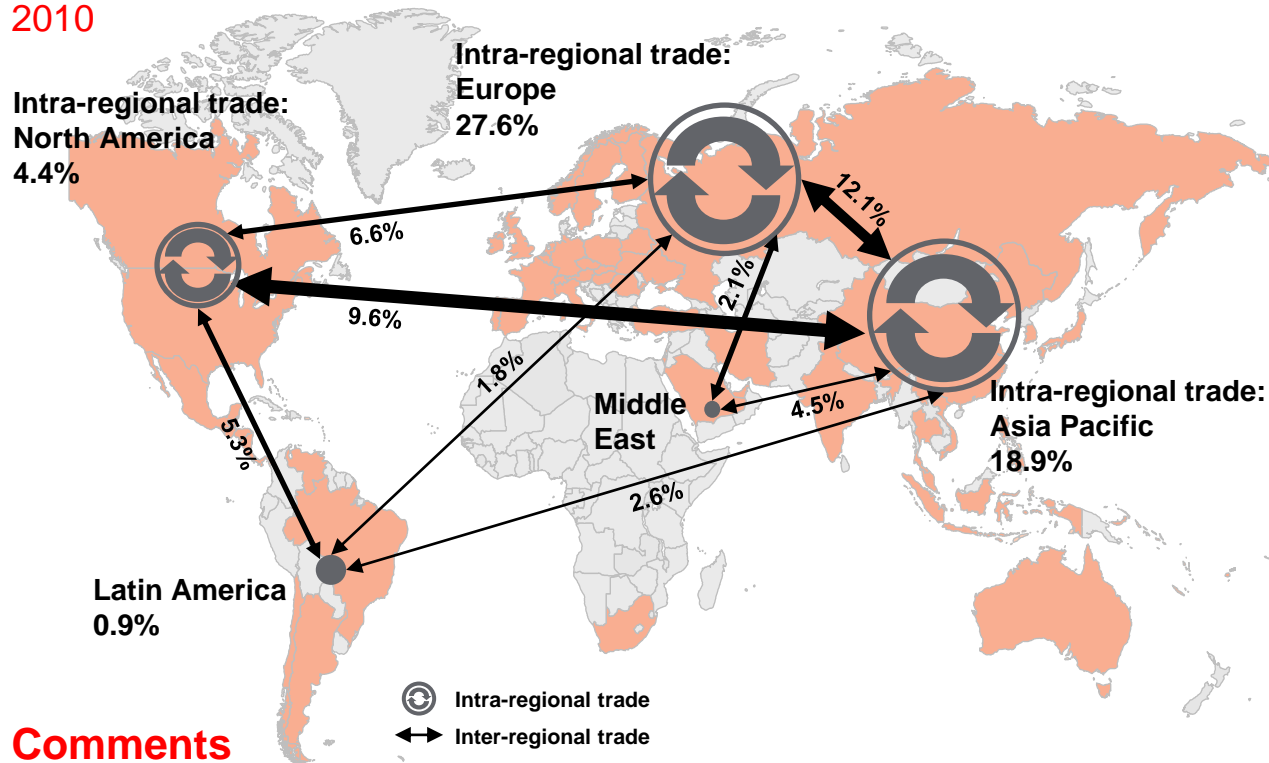 2010
Intra-regional trade:
Europe
27.6%
Intra-regional trade:
North America
4.4%
12.1%
6.6%
2.1%
9.6%
1.8%
Middle
East
4.5%
Intra-regional trade:
Asia Pacific
18.9%
5.3%
2.6%
Latin America
0.9%
Intra-regional trade
Inter-regional trade
Comments